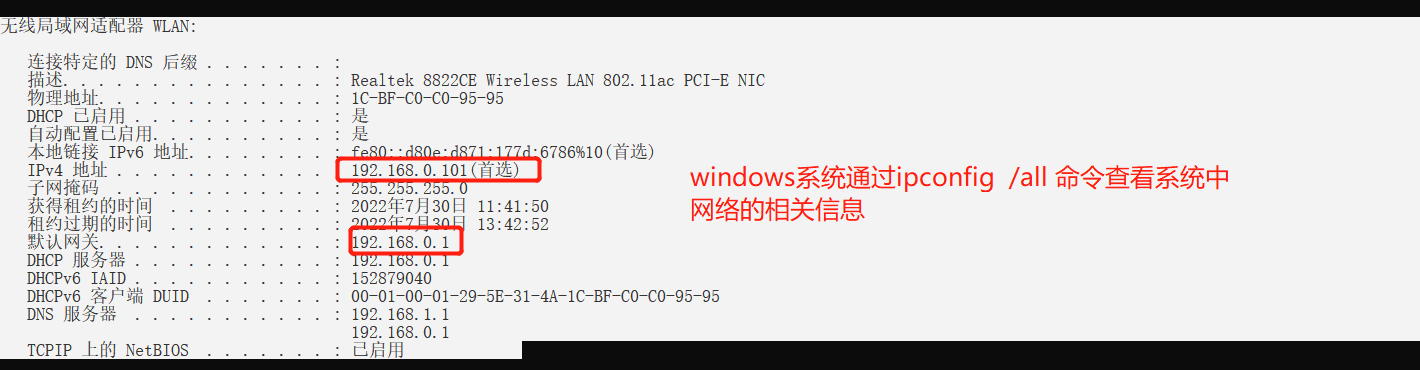 无线局域网适配器 WLAN:
连接特定的 DNS 后缀 . . . . . . . :
描述. . . . . . . . . . . . . . . : Realtek 8822CE Wireless LAN 802.11ac PCI-E NIC
物理地址. . . . . . . . . . . . . : 1C-BF-C0-C0-95-95
DHCP 已启用 . . . . . . . . . . . : 是
自动配置已启用. . . . . . . . . . : 是
本地链接 IPv6 地址. . . . . . . . : fe80::d80e:d871:177d:6786%10(首选)
IPv4 地址 . . . . . . . . . . . . : 192.168.0.101(首选)
子网掩码  . . . . . . . . . . . . : 255.255.255.0
获得租约的时间  . . . . . . . . . : 2022年7月30日 11:41:50
租约过期的时间  . . . . . . . . . : 2022年7月30日 13:42:52
默认网关. . . . . . . . . . . . . : 192.168.0.1
DHCP 服务器 . . . . . . . . . . . : 192.168.0.1
DHCPv6 IAID . . . . . . . . . . . : 152879040
DHCPv6 客户端 DUID  . . . . . . . : 00-01-00-01-29-5E-31-4A-1C-BF-C0-C0-95-95
DNS 服务器  . . . . . . . . . . . : 192.168.1.1
192.168.0.1
TCPIP 上的 NetBIOS  . . . . . . . : 已启用
windows系统通过ipconfig  /all 命令查看系统中
网络的相关信息